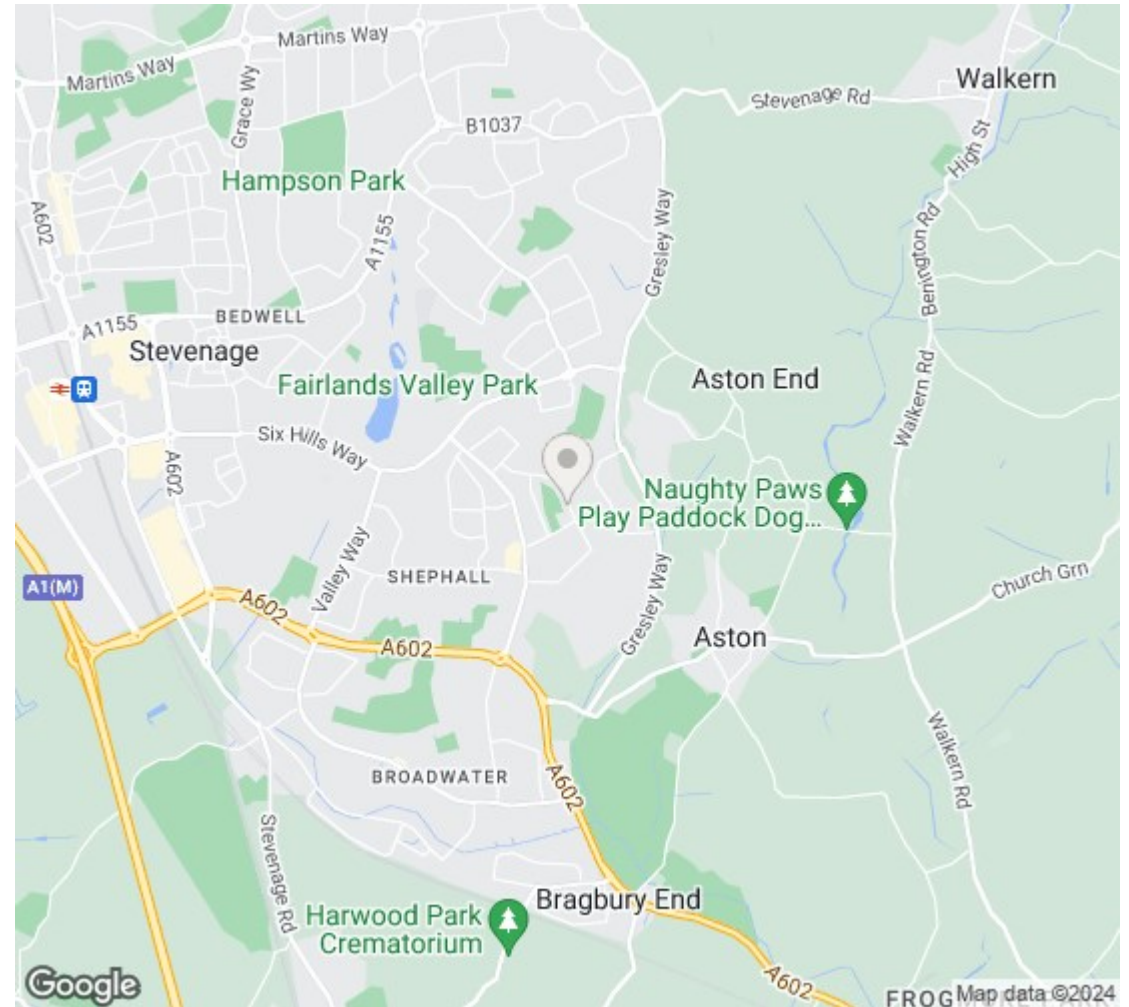 Martins Way
Martins Way
Grace Wy
B1037
Stevenage Rd
Walkern
High St
Hampson Park
A602
A1155
Gresley Way
Benington Rd
BEDWELL
A1155
Stevenage
Aston End
Fairlands Valley Park
Walkern Rd
Six Hills Way
A602
Naughty Paws
Play Paddock Dog...
A1(M)
Valley Way
SHEPHALL
Gresley Way
Church Grn
A602
A602
Aston
Walkern Rd
BROADWATER
A602
Stevenage Rd
Bragbury End
Harwood Park
Crematorium
A602
Google
FROG
Map data ©2024